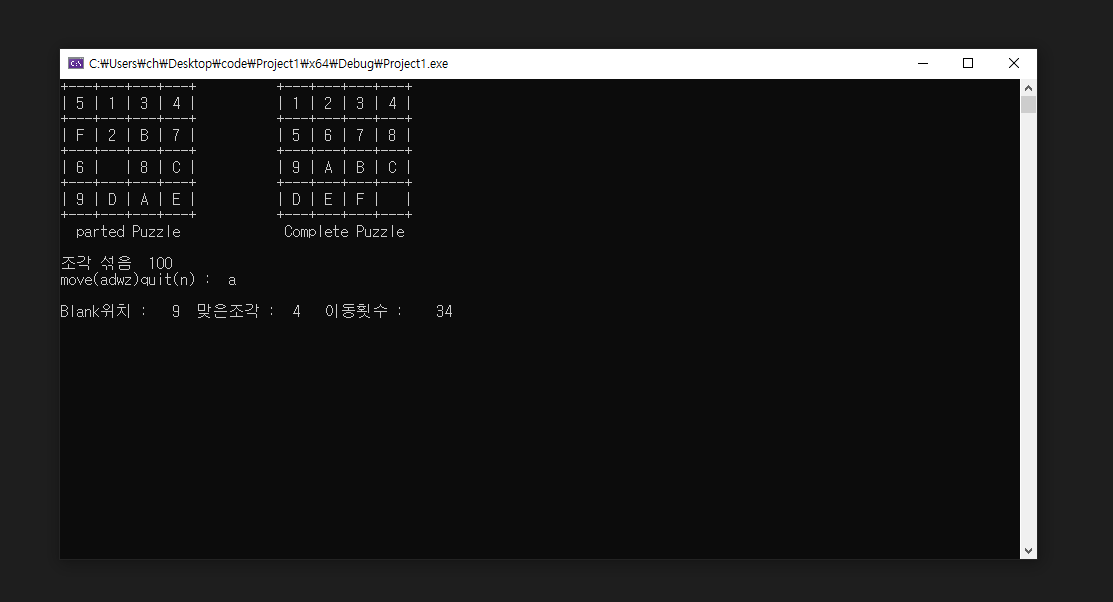 C:\Users\ch\Desktop\code\Project1\x64\Debug\Project1.exe
+---+---+---+---+          +---+---+---+---+
| 5 | 1 | 3 | 4 |          | 1 | 2 | 3 | 4 |
+---+---+---+---+          +---+---+---+---+
| F | 2 | B | 7 |          | 5 | 6 | 7 | 8 |
+---+---+---+---+          +---+---+---+---+
| 6 |   | 8 | C |          | 9 | A | B | C |
+---+---+---+---+          +---+---+---+---+
| 9 | D | A | E |          | D | E | F |   |
+---+---+---+---+          +---+---+---+---+
  parted Puzzle             Complete Puzzle
조각 섞음  100
move(adwz)quit(n) :  a
Blank위치 :   9  맞은조각 :  4   이동횟수 :    34